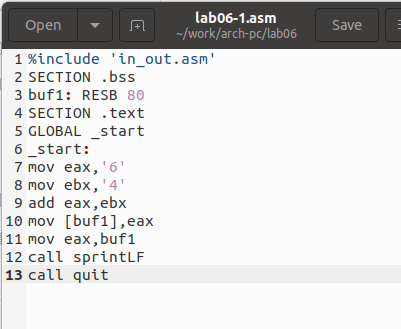 Open
lab06-1.asm
~/work/arch-pc/lab06
Save
1 %include 'in_out.asm'
2 SECTION .bss
3 buf1: RESB 80
4 SECTION .text
5 GLOBAL _start
6 _start:
7 mov eax,'6'
8 mov ebx,'4'
9 add eax,ebx
10 mov [buf1],eax
11 mov eax,buf1
12 call sprintLF
13 call quit